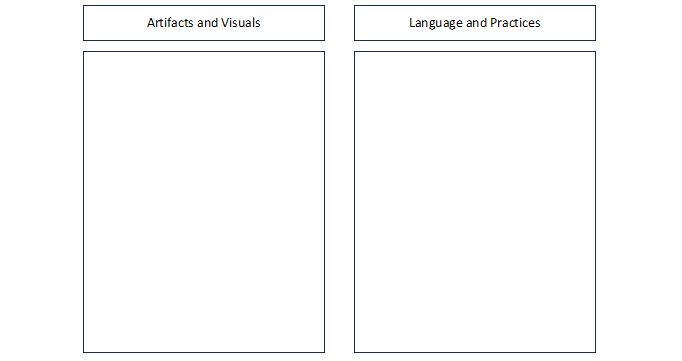 Artifacts and Visuals
Language and Practices